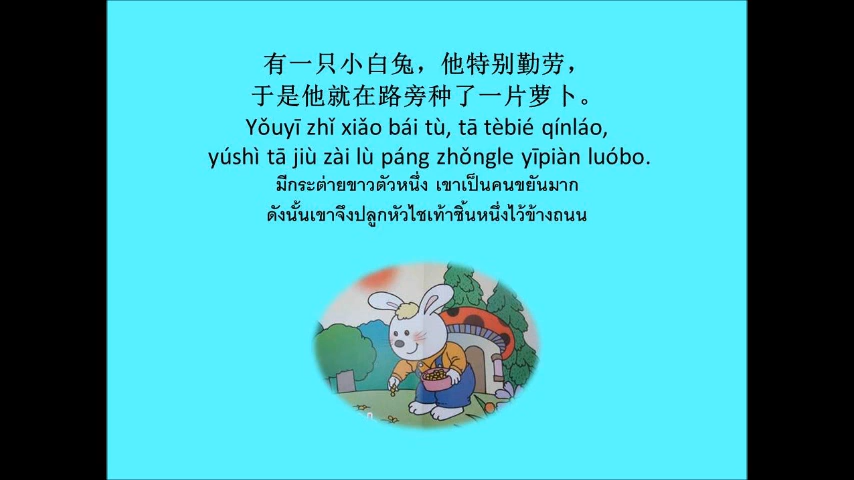 有一只小白兔，他特别勤劳，
于是他就在路旁种了一片萝卜。
Yǒuyī zhǐ xiǎo bái tù, tā tèbié qínláo,
yúshì tā jiù zài lù páng zhǒngle yīpiàn luóbo.
มีกระต่ายขาวตัวหนึ่ง เขาเป็นคนขยันมาก
ดังนั้นเขาจึงปลูกหัวไชเท้าชิ้นหนึ่งไว้ข้างถนน